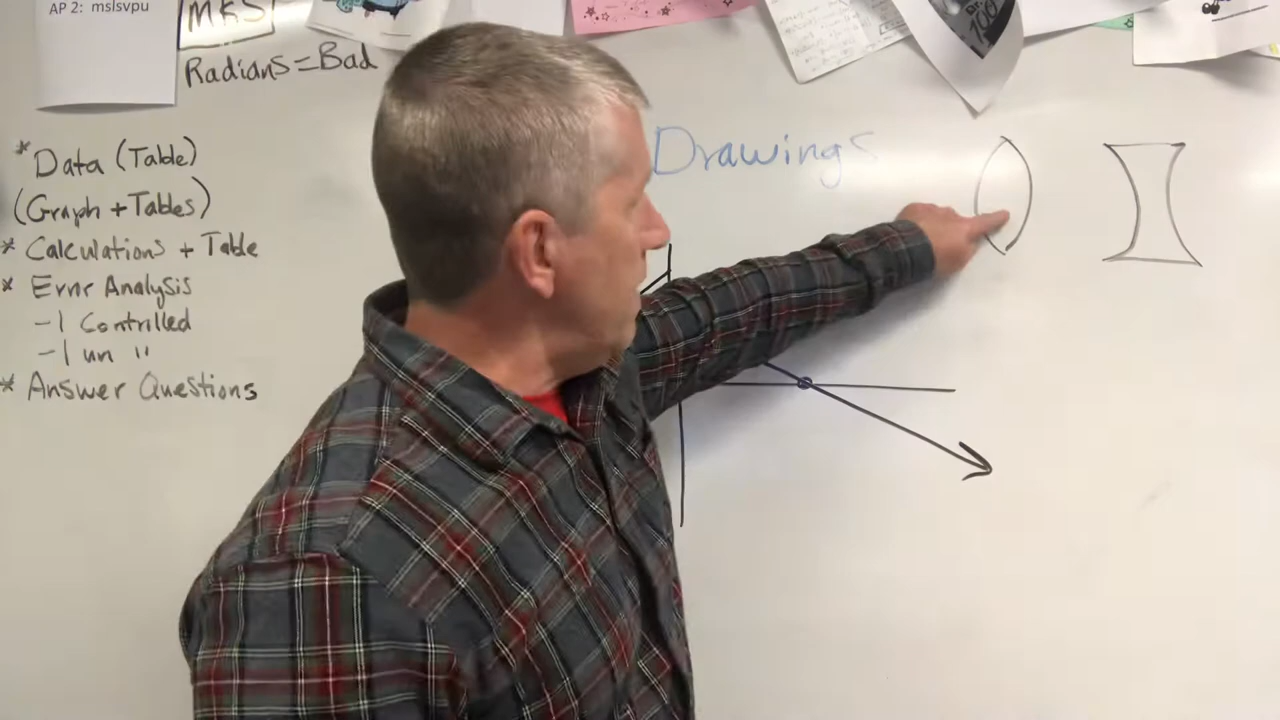 AP 2: mslsvpu
MKS
Radians=Bad
* Data (Table)
(Graph + Tables)
* Calculations + Table
* Error Analysis
-1 Controlled
-1 un "
* Answer Questions
Drawings